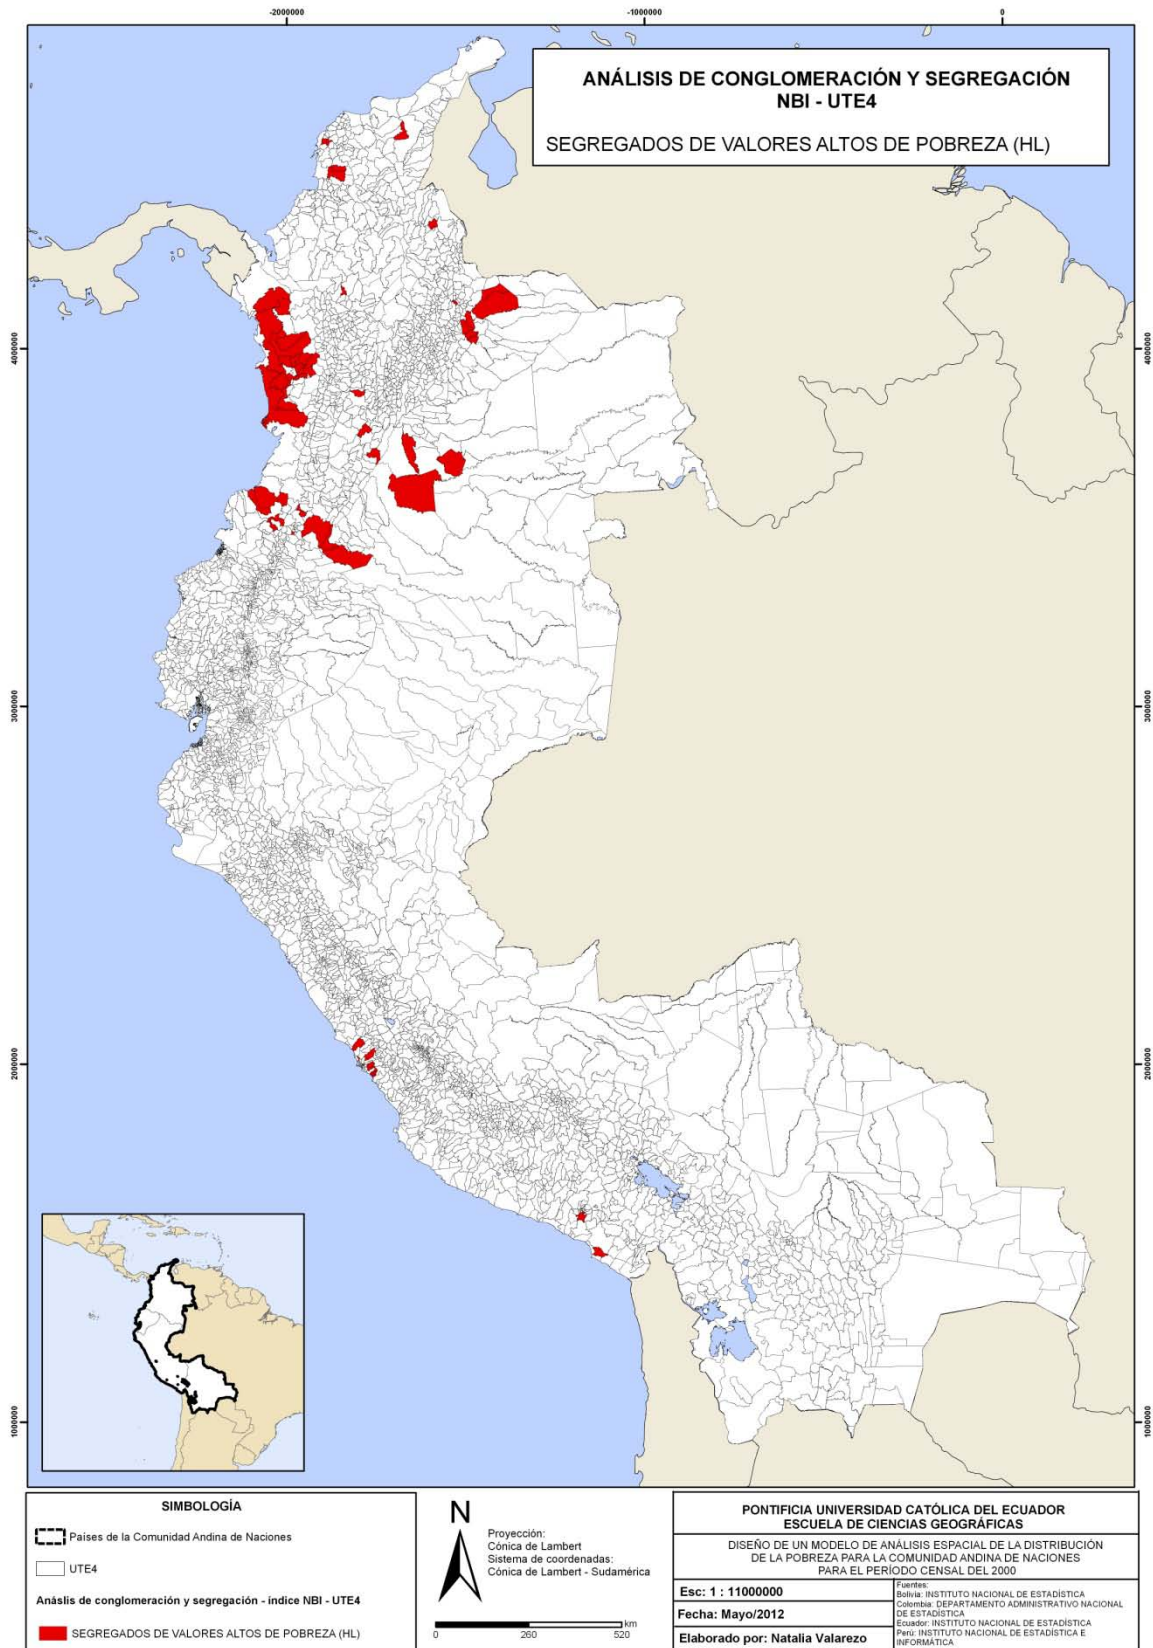 -2000000
-1000000
0
ANÁLISIS DE CONGLOMERACIÓN Y SEGREGACIÓN
NBI - UTE4
SEGREGADOS DE VALORES ALTOS DE POBREZA (HL)
4000000
4000000
3000000
3000000
2000000
2000000
1000000
1000000
SIMBOLOGÍA
Países de la Comunidad Andina de Naciones
UTE4
Anáslis de conglomeración y segregación - indice NBI - UTE4
SEGREGADOS DE VALORES ALTOS DE POBREZA (HL)
N
Proyección:
Cónica de Lambert
Sistema de coordenadas:
Cónica de Lambert - Sudamérica
km
0 260 520
PONTIFICIA UNIVERSIDAD CATÓLICA DEL ECUADOR
ESCUELA DE CIENCIAS GEOGRÁFICAS
DISEÑO DE UN MODELO DE ANÁLISIS ESPACIAL DE LA DISTRIBUCIÓN
DE LA POBREZA PARA LA COMUNIDAD ANDINA DE NACIONES
PARA EL PERÍODO CENSAL DEL 2000
Esc: 1 : 11000000
Fecha: Mayo/2012
Elaborado por: Natalia Valarezo
Fuentes:
Bolivia: INSTITUTO NACIONAL DE ESTADÍSTICA
Colombia: DEPARTAMENTO ADMINISTRATIVO NACIONAL
DE ESTADÍSTICA
Ecuador: INSTITUTO NACIONAL DE ESTADÍSTICA
Perú: INSTITUTO NACIONAL DE ESTADÍSTICA E
INFORMÁTICA